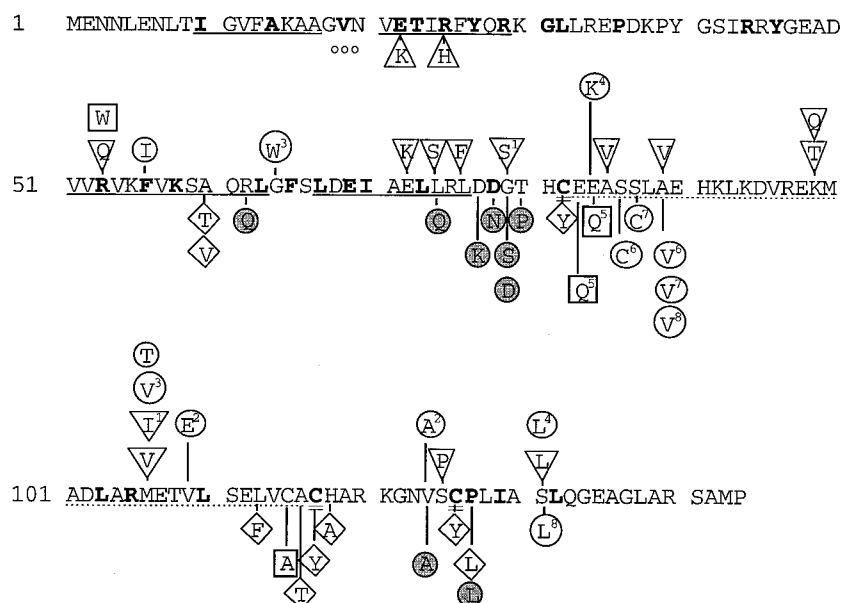 1 MENNLENLTI GVFAKAAGVN VETIRFYQRK GLLREPDKPY GSIRRYGEAD
°°°
K H
K⁴
W
Q I W³ K S F S¹ V V Q
T
51 VVRVKFVKSA QRLGFSLDEI AELLRLDDGT HCEEASSLAE HKLKDVREKM
T Q Q N P Y Q⁵ C⁷
V K S C⁶ V⁶
D Q⁵ V⁷
V⁸
T
V³
I¹ E² A² L⁴
V P L
101 ADLARMETVL SELVCACHAR KGNVSCPLIA SLQGEAGLAR SAMP
F A Y L⁸
A Y A L
T L